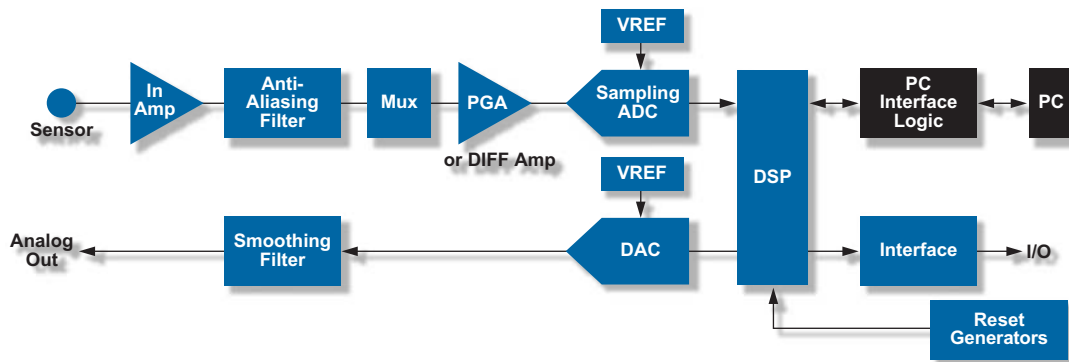 VREF
Sensor
In
Amp
Anti-
Aliasing
Filter
Mux
PGA
or DIFF Amp
Sampling
ADC
DSP
PC
Interface
Logic
PC
VREF
Analog
Out
Smoothing
Filter
DAC
Interface
I/O
Reset
Generators